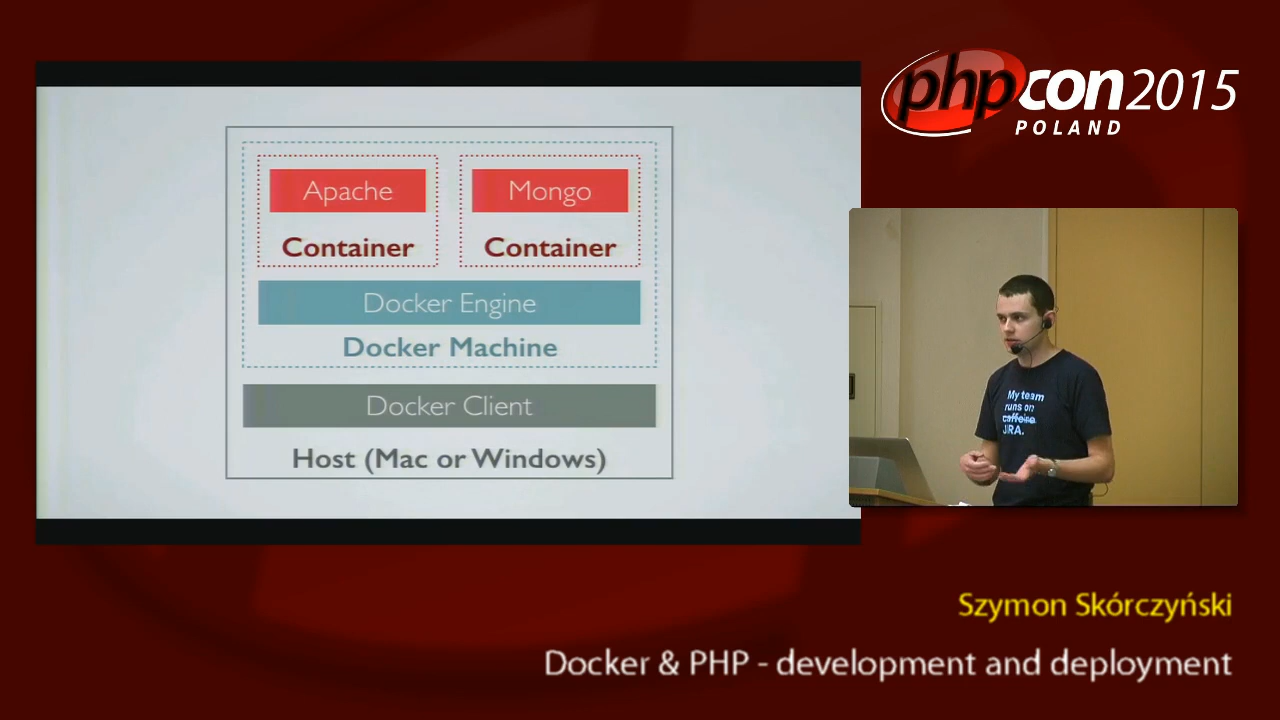 Apache
Mongo
Container
Container
Docker Engine
Docker Machine
Docker Client
Host (Mac or Windows)
phpcon2015
POLAND
My team
runs on
caffeine
JIRA.
Szymon Skórczyński
Docker & PHP - development and deployment